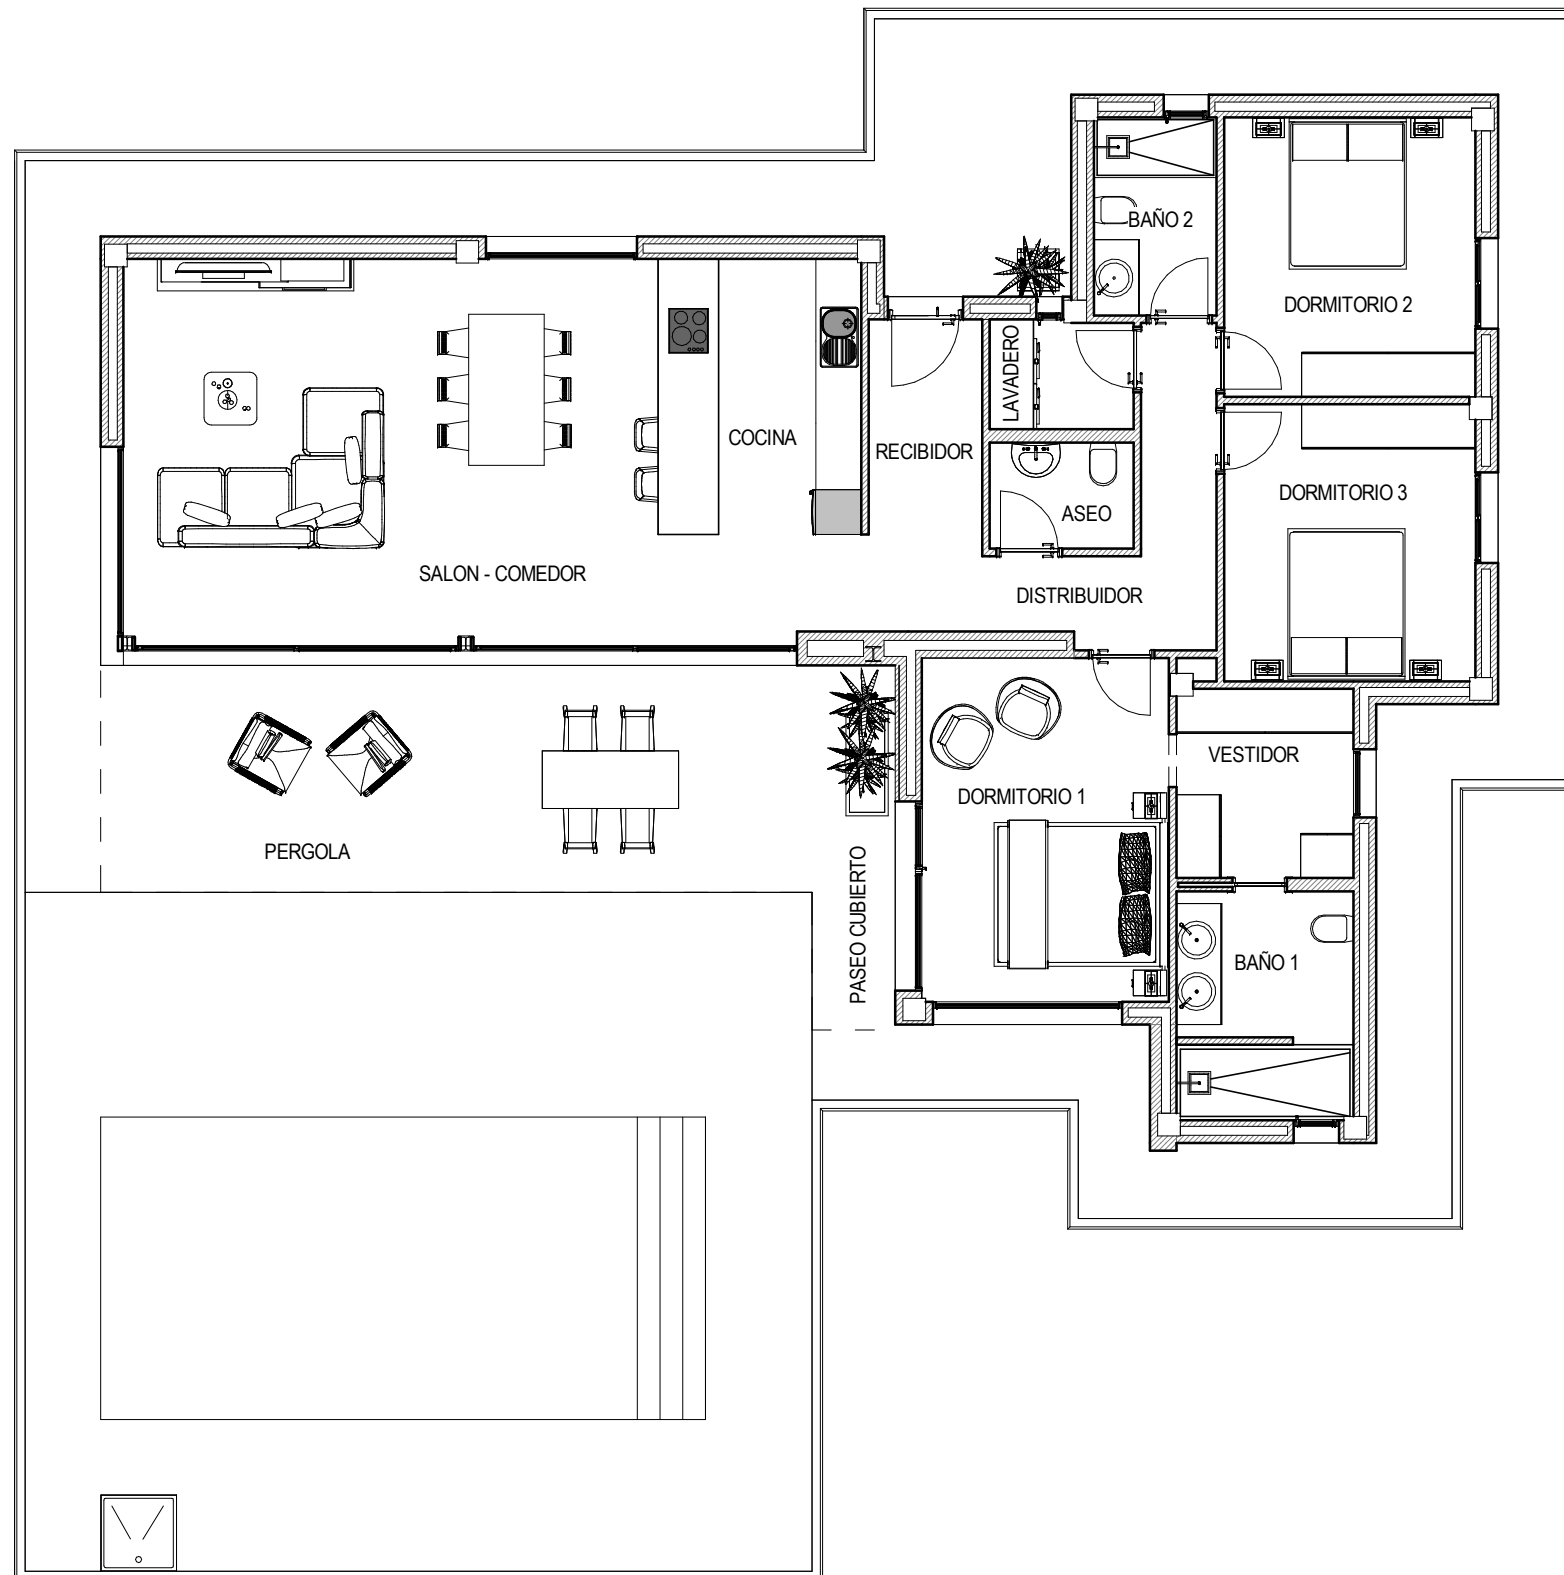 BAÑO 2
DORMITORIO 2
LAVADERO
COCINA
RECIBIDOR
DORMITORIO 3
ASEO
SALON - COMEDOR
DISTRIBUIDOR
VESTIDOR
DORMITORIO 1
PERGOLA
PASEO CUBIERTO
BAÑO 1